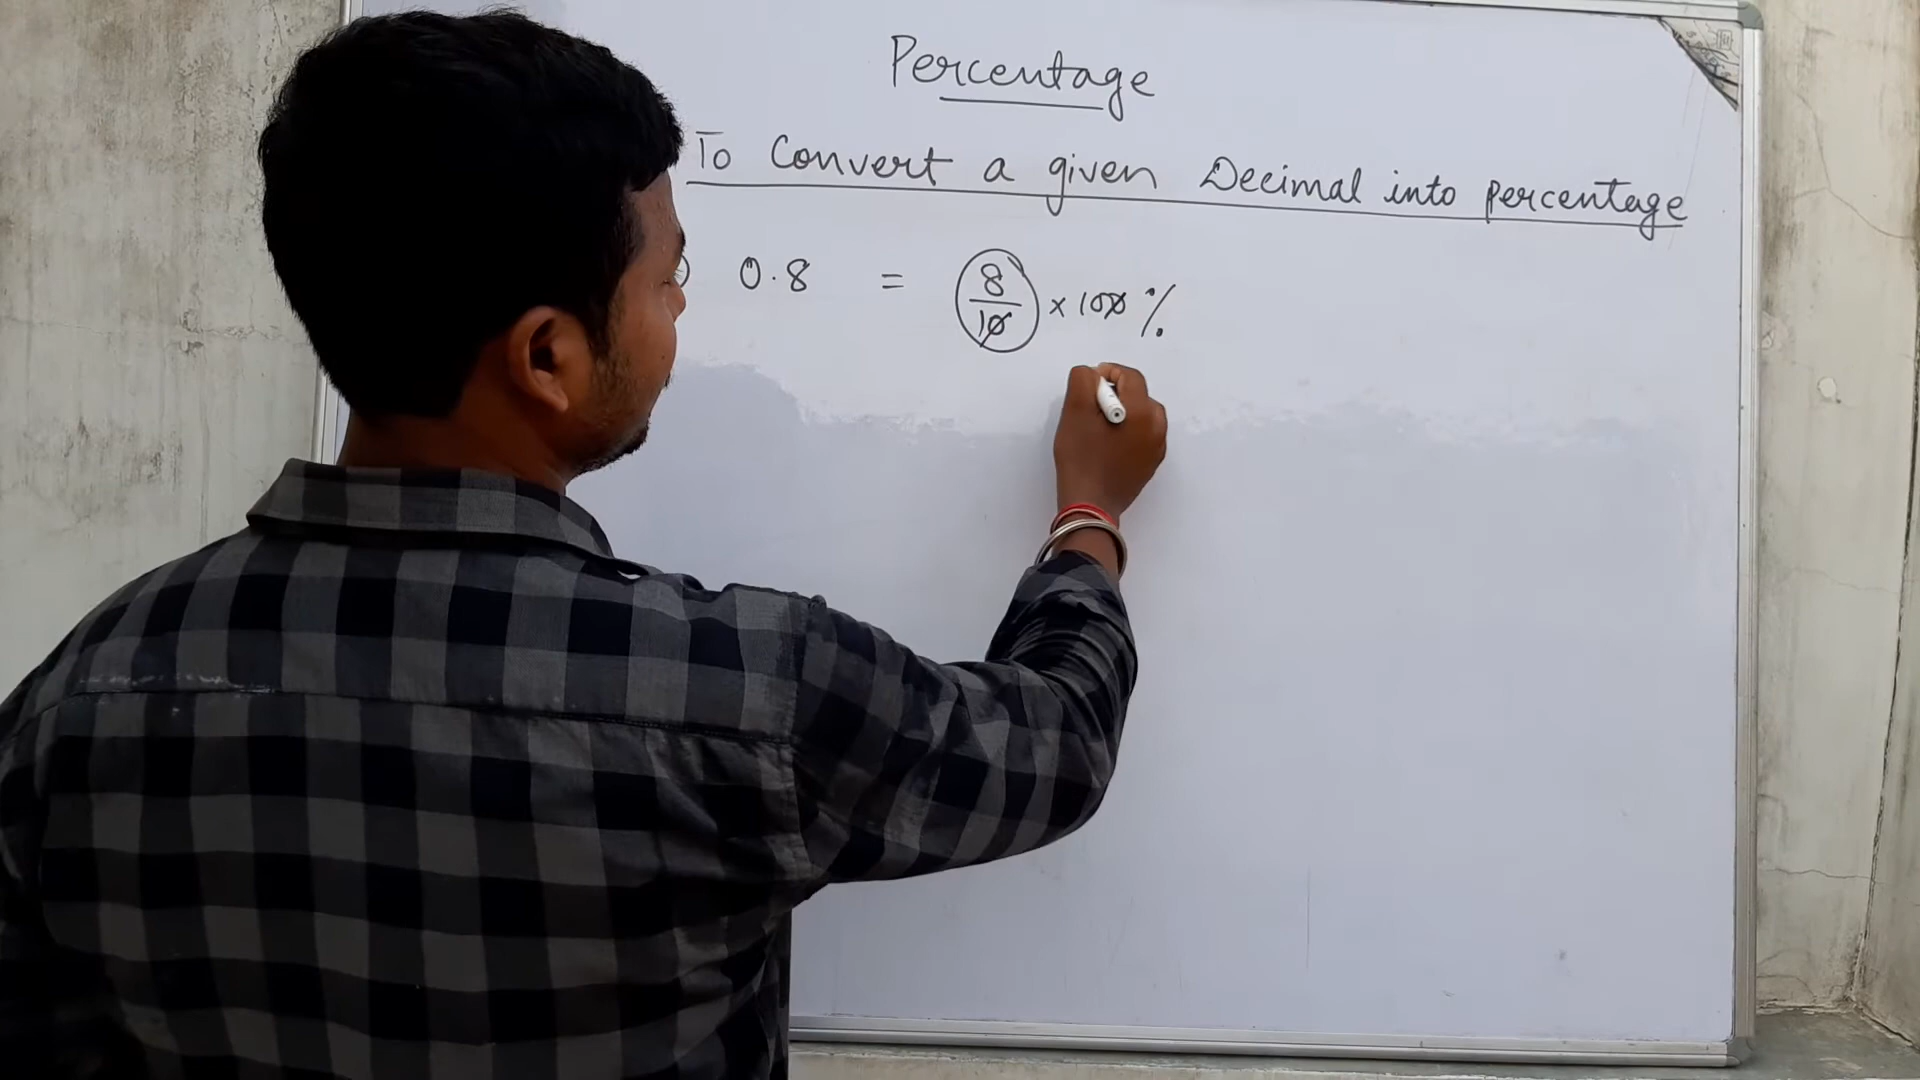 Percentage
To Convert a given Decimal into percentage
0.8 = 8/10 × 100 %